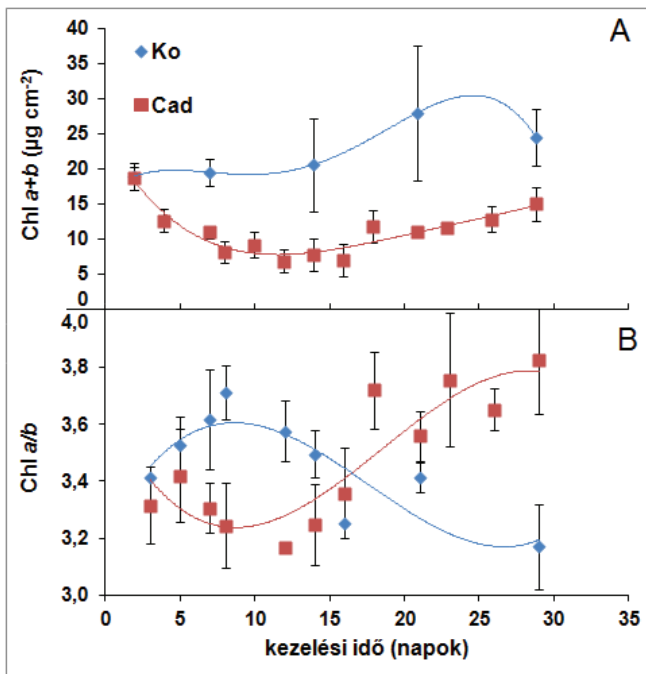 A
Ko
Cad
Chl a+b (µg cm-2)
40
35
30
25
20
15
10
5
0
B
Chl a/b
4,0
3,8
3,6
3,4
3,2
3,0
0 5 10 15 20 25 30 35
kezelési idő (napok)